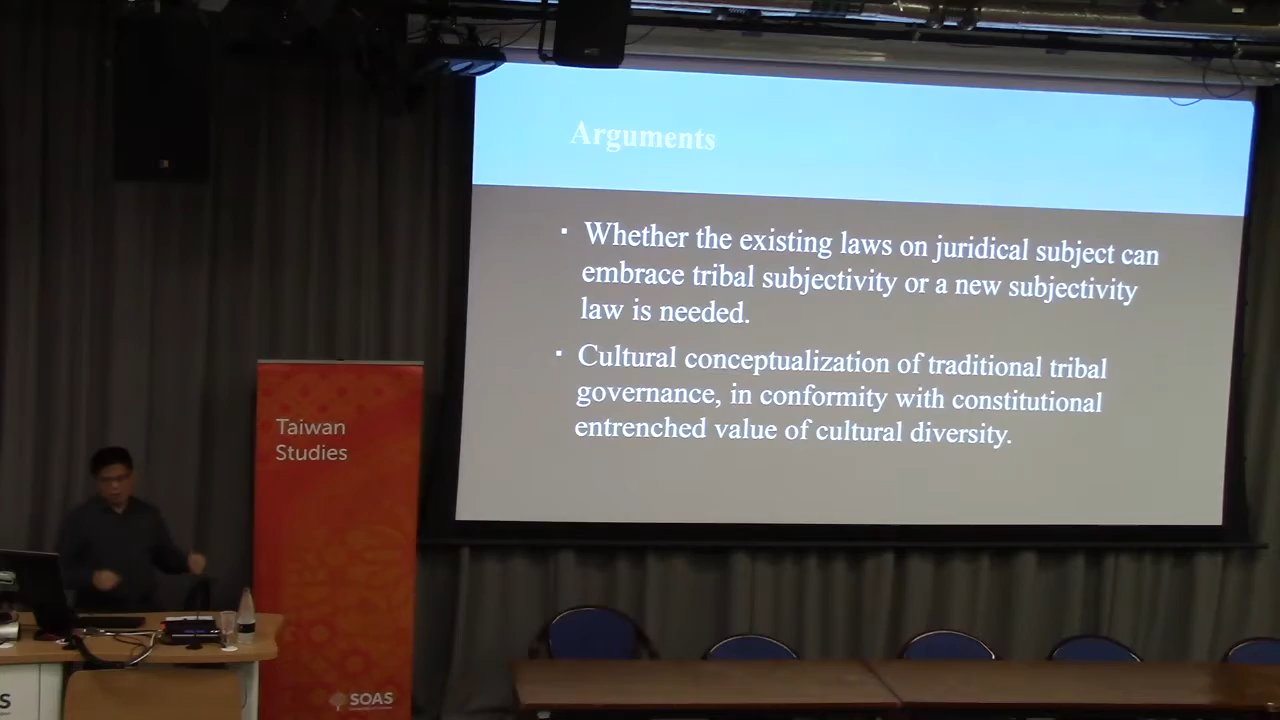 Arguments
▪ Whether the existing laws on juridical subject can
embrace tribal subjectivity or a new subjectivity
law is needed.
▪ Cultural conceptualization of traditional tribal
governance, in conformity with constitutional
entrenched value of cultural diversity.
Taiwan
Studies
SOAS
S